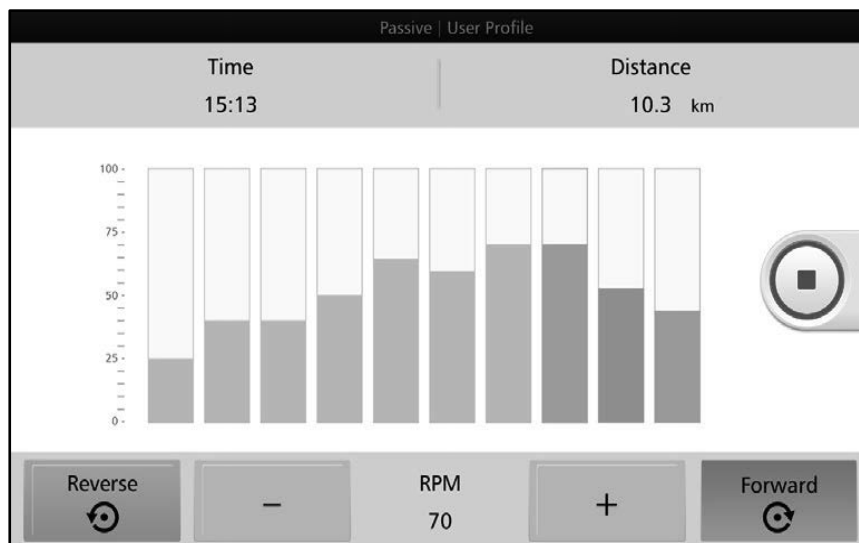 Passive | User Profile
Time
Distance
15:13
10.3 km
100
75
50
25
0
Reverse
−
RPM
70
+
Forward